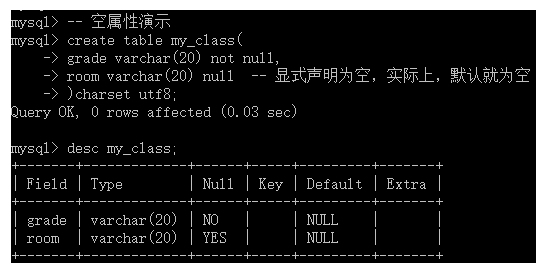 mysql> -- 空属性演示
mysql> create table my_class(
    -> grade varchar(20) not null,
    -> room varchar(20) null  -- 显式声明为空，实际上，默认就为空
    -> )charset utf8;
Query OK, 0 rows affected (0.03 sec)
mysql> desc my_class;
+-------+-------------+------+-----+---------+-------+
| Field | Type        | Null | Key | Default | Extra |
+-------+-------------+------+-----+---------+-------+
| grade | varchar(20) | NO   |     | NULL    |       |
| room  | varchar(20) | YES  |     | NULL    |       |
+-------+-------------+------+-----+---------+-------+